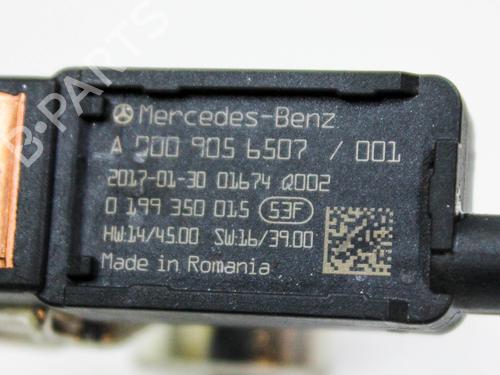 Mercedes-Benz
A 000 905 6507 / 001
2017-01-30 01674 Q002
0 199 350 015 53F
HW:14/45.00 SW:16/39.00
Made in Romania
B-PARTS